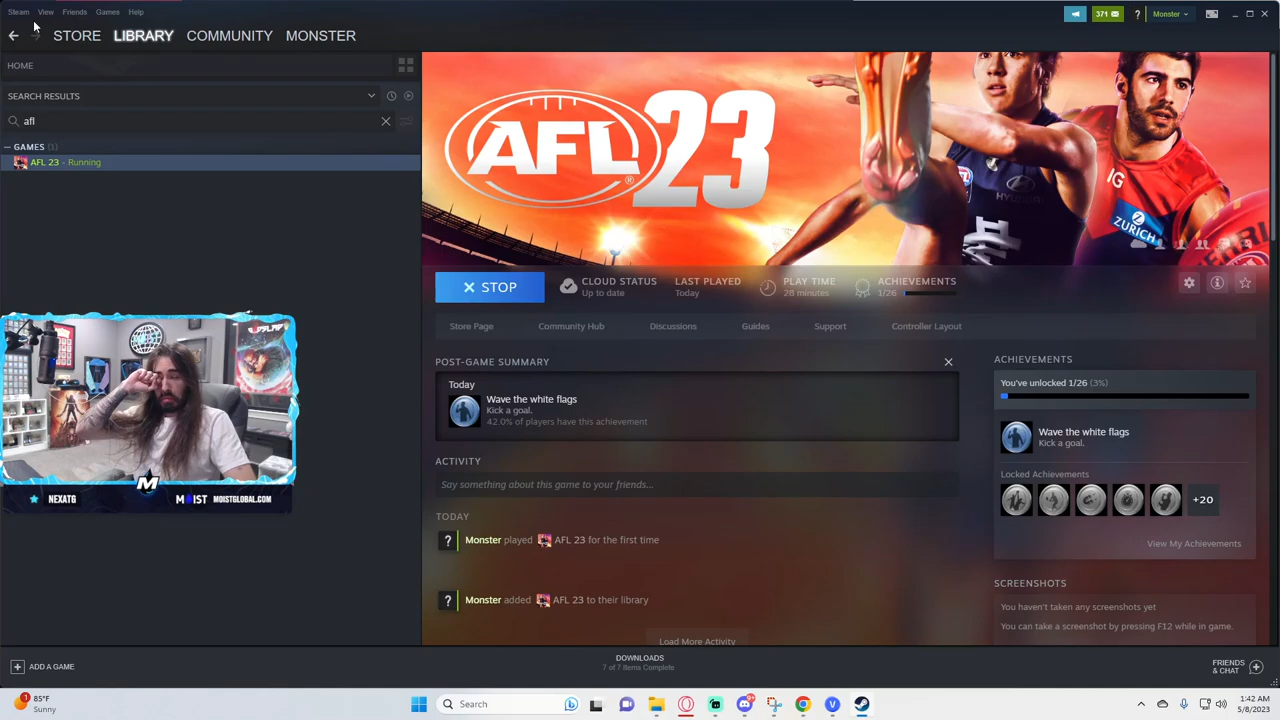 Steam View Friends Games Help
371 ? Monster
STORE LIBRARY COMMUNITY MONSTER
HOME
SEARCH RESULTS
afl
GAMES (1)
AFL 23 - Running
AFL 23
®
HYUNDAI
IG
ZURICH
STOP
CLOUD STATUS
Up to date
LAST PLAYED
Today
PLAY TIME
28 minutes
ACHIEVEMENTS
1/26
Store Page Community Hub Discussions Guides Support Controller Layout
POST-GAME SUMMARY
Today
Wave the white flags
Kick a goal.
42.0% of players have this achievement
ACTIVITY
Say something about this game to your friends...
TODAY
? Monster played AFL 23 for the first time
? Monster added AFL 23 to their library
Load More Activity
ACHIEVEMENTS
You've unlocked 1/26 (3%)
Wave the white flags
Kick a goal.
Locked Achievements
+20
View My Achievements
SCREENSHOTS
You haven't taken any screenshots yet
You can take a screenshot by pressing F12 while in game.
M
NEXATG MOIST MOISTGLOBAL.COM
ADD A GAME
DOWNLOADS
7 of 7 Items Complete
FRIENDS
& CHAT
1
85°F
Sunny
Search
9+
1:42 AM
5/8/2023